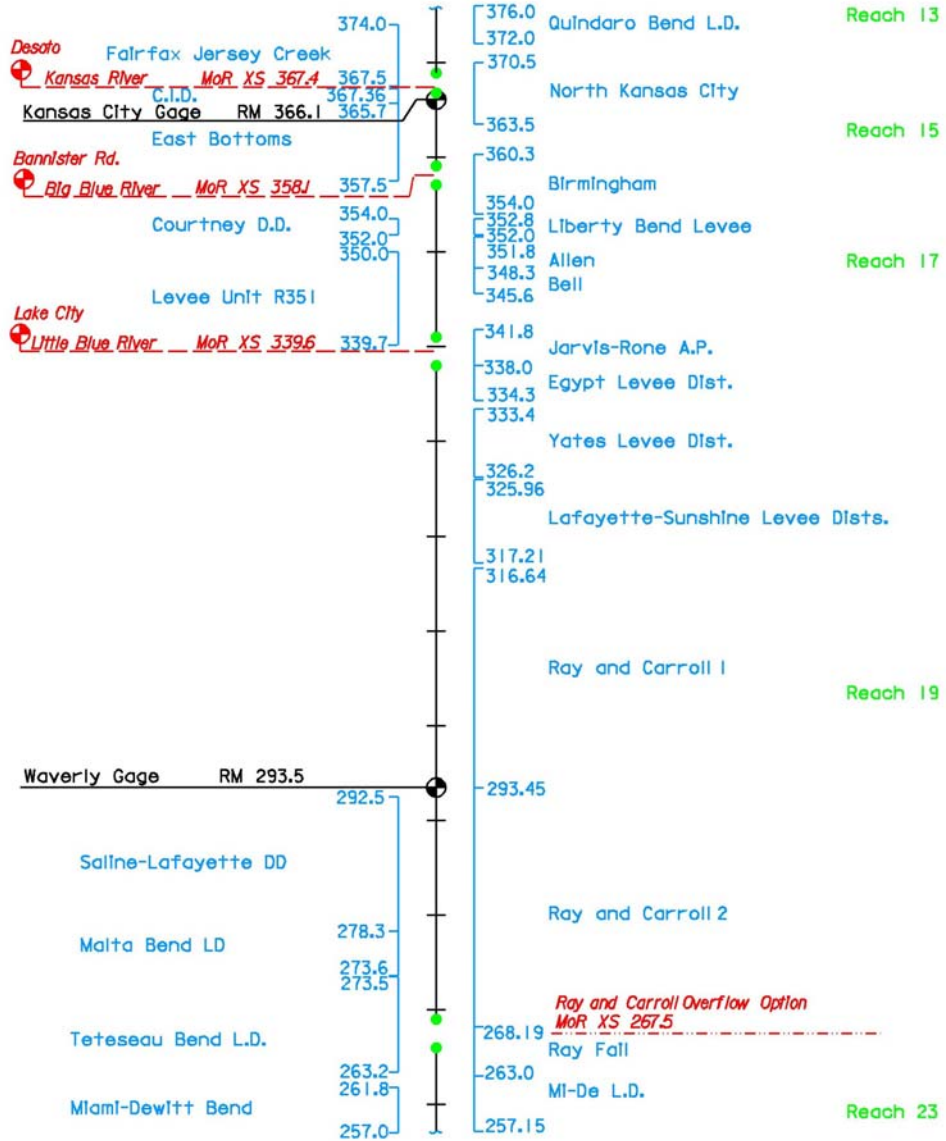 376.0
Quindaro Bend L.D.
Reach 13
374.0
372.0
Desoto
Fairfax Jersey Creek
370.5
Kansas River MoR XS 367.4 367.5
C.I.D. 367.36
North Kansas City
Kansas City Gage RM 366.1 365.7
363.5
Reach 15
East Bottoms
360.3
Bannister Rd.
Big Blue River MoR XS 358.1 357.5
Birmingham
354.0
354.0
352.8
Courtney D.D.
Liberty Bend Levee
352.0
352.0
350.0
351.8
Allen
Reach 17
348.3
Bell
345.6
Levee Unit R351
Lake City
341.8
Little Blue River MoR XS 339.6 339.7
Jarvis-Rone A.P.
338.0
Egypt Levee Dist.
334.3
333.4
Yates Levee Dist.
326.2
325.96
Lafayette-Sunshine Levee Dists.
317.21
316.64
Ray and Carroll 1
Reach 19
Waverly Gage RM 293.5
293.45
292.5
Saline-Lafayette DD
Ray and Carroll 2
278.3
Malta Bend LD
273.6
273.5
Ray and Carroll Overflow Option
MoR XS 267.5
268.19
Teteseau Bend L.D.
Ray Fail
263.2
263.0
261.8
Mi-De L.D.
Miami-Dewitt Bend
Reach 23
257.0
257.15